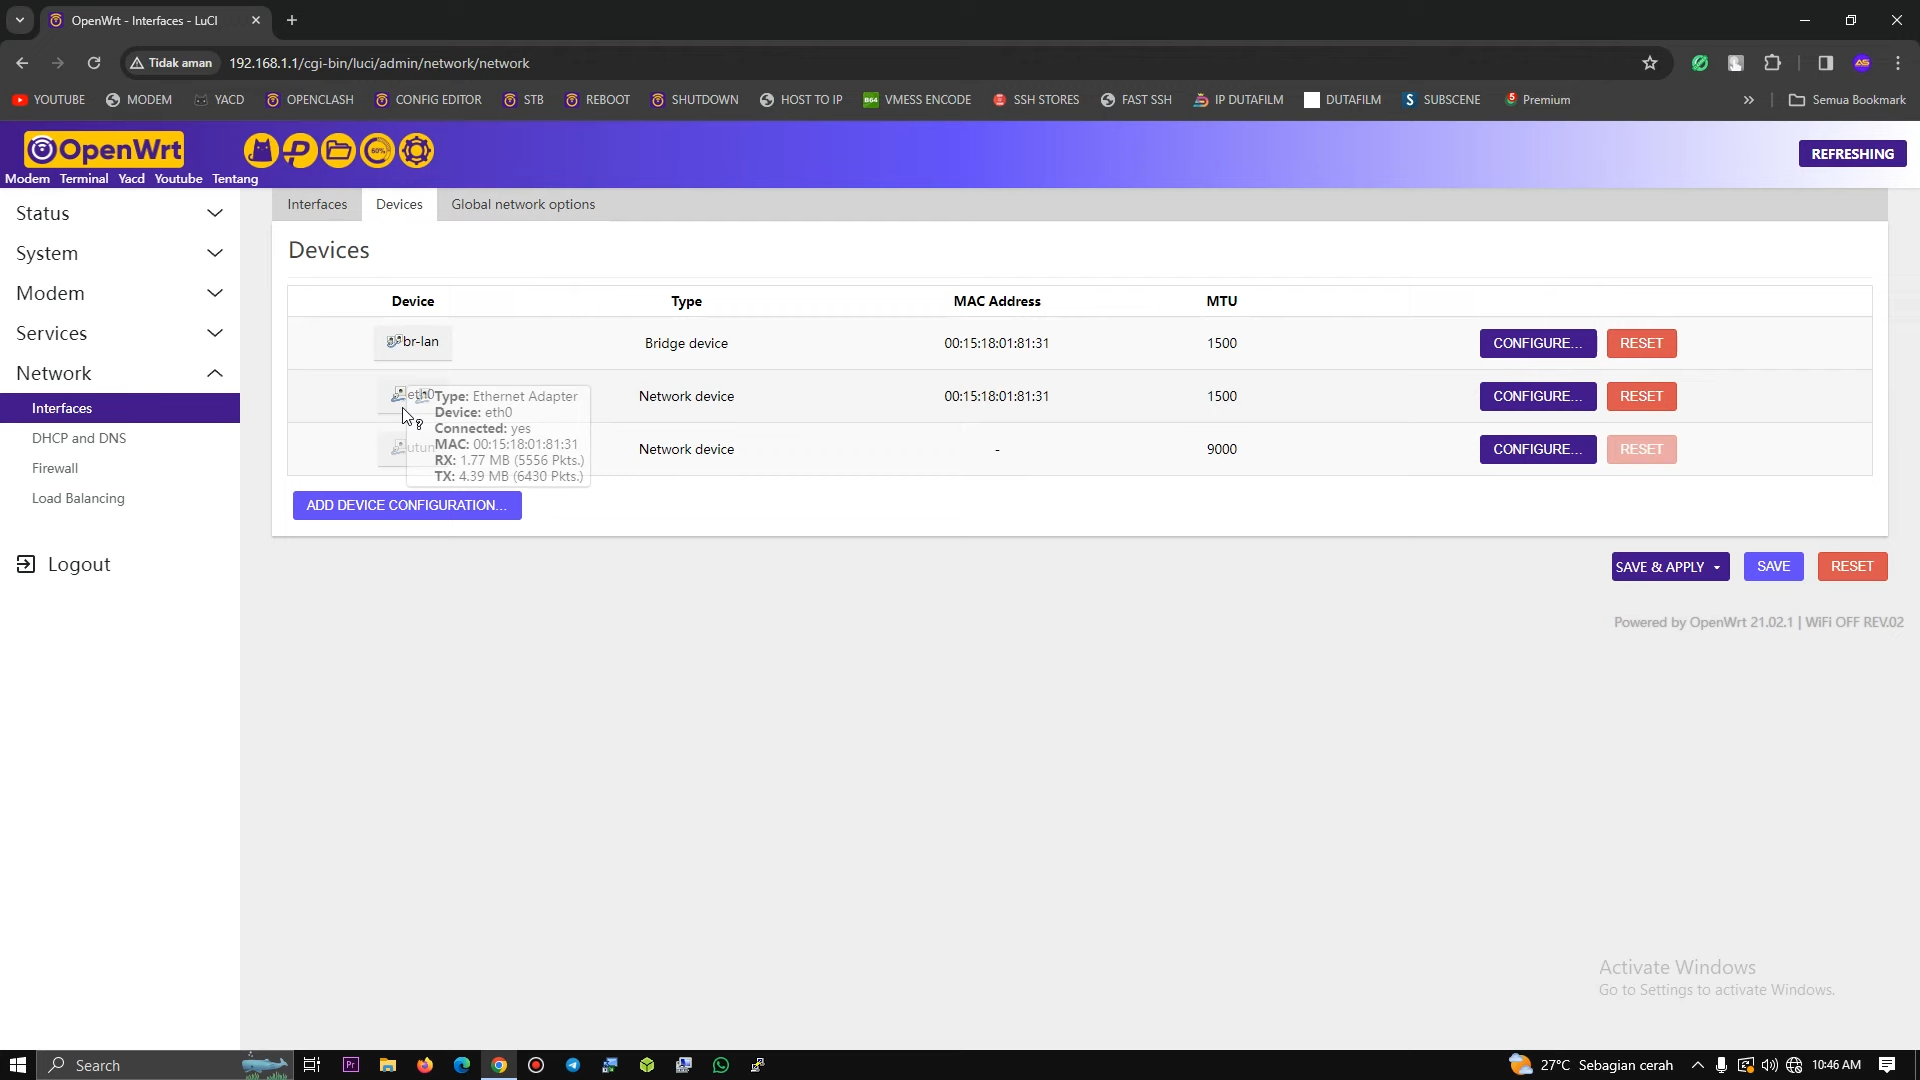 OpenWrt - Interfaces - LuCI
Tidak aman 192.168.1.1/cgi-bin/luci/admin/network/network
YOUTUBE MODEM YACD OPENCLASH CONFIG EDITOR STB REBOOT SHUTDOWN HOST TO IP VMESS ENCODE SSH STORES FAST SSH IP DUTAFILM DUTAFILM SUBSCENE Premium Semua Bookmark
OpenWrt 60% REFRESHING
Modem Terminal Yacd Youtube Tentang
Status
System
Modem
Services
Network
Interfaces
DHCP and DNS
Firewall
Load Balancing
Logout
Interfaces Devices Global network options
Devices
Device Type MAC Address MTU
br-lan Bridge device 00:15:18:01:81:31 1500 CONFIGURE... RESET
eth0 Network device 00:15:18:01:81:31 1500 CONFIGURE... RESET
utun Network device - 9000 CONFIGURE... RESET
Type: Ethernet Adapter
Device: eth0
Connected: yes
MAC: 00:15:18:01:81:31
RX: 1.77 MB (5556 Pkts.)
TX: 4.39 MB (6430 Pkts.)
ADD DEVICE CONFIGURATION...
SAVE & APPLY SAVE RESET
Powered by OpenWrt 21.02.1 | WiFi OFF REV.02
Activate Windows
Go to Settings to activate Windows.
Search Pr 27°C Sebagian cerah 10:46 AM